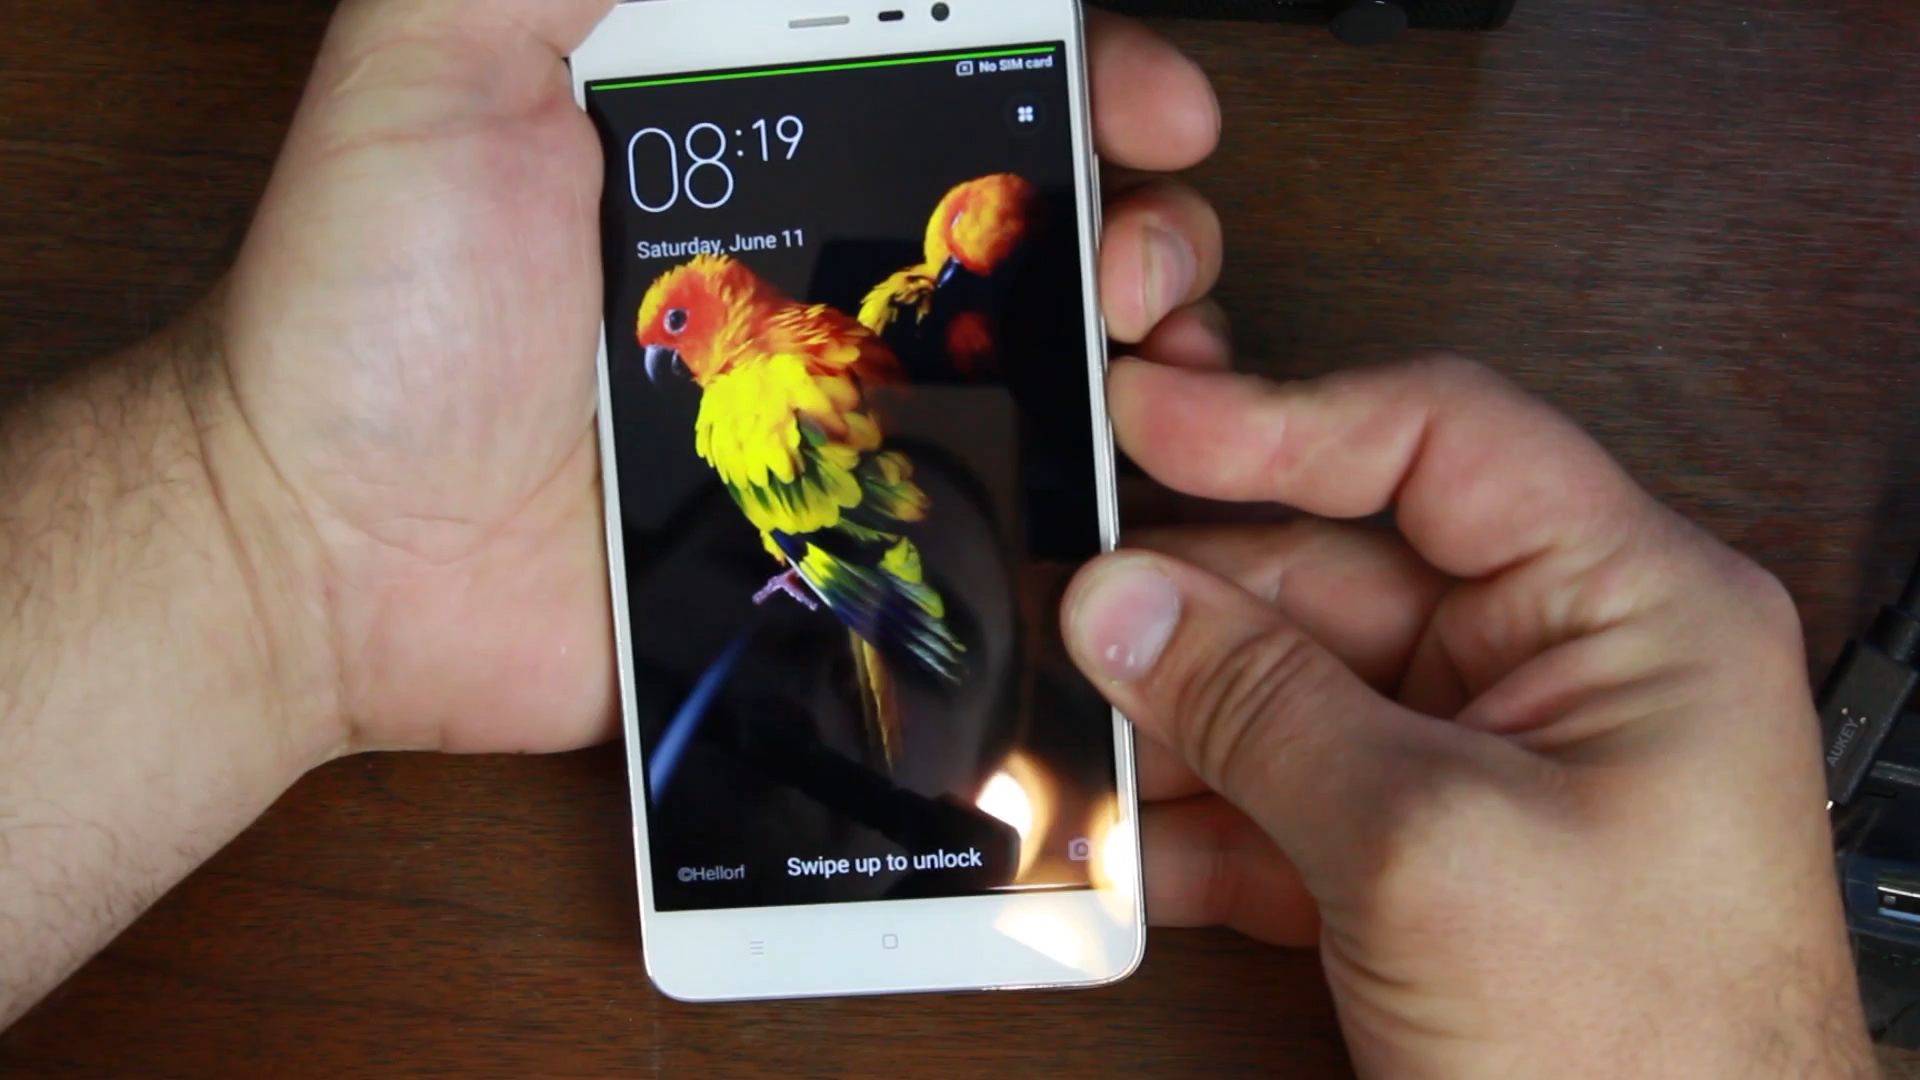 No SIM card
08:19
Saturday, June 11
©Hellorf
Swipe up to unlock
AUKEY